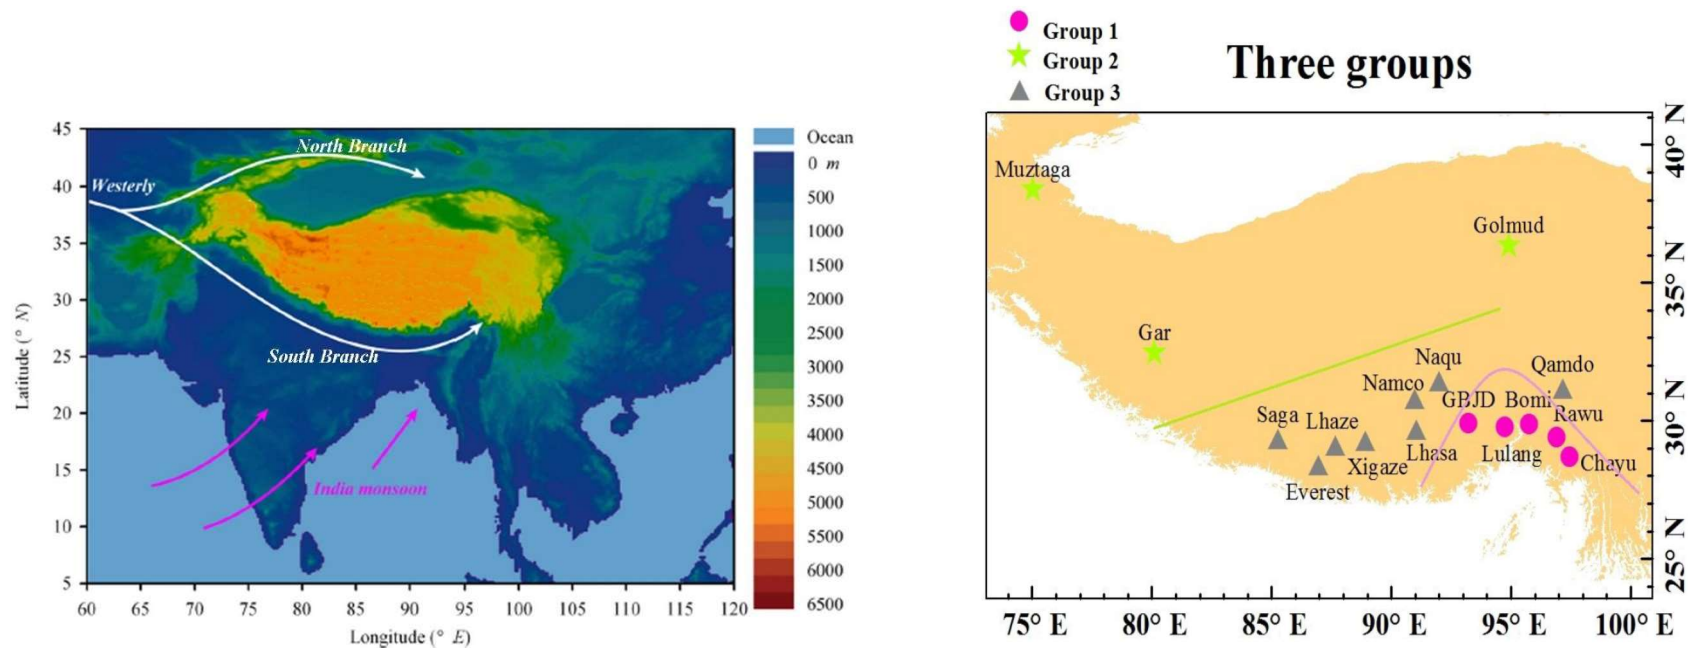 45
40
35
30
25
20
15
10
5
60 65 70 75 80 85 90 95 100 105 110 115 120
Latitude (° N)
Longitude (° E)
North Branch
Westerly
South Branch
India monsoon
Ocean
0 m
500
1000
1500
2000
2500
3000
3500
4000
4500
5000
5500
6000
6500
Group 1
Group 2
Group 3
Three groups
Muztaga
Golmud
Gar
Naqu
Qamdo
Namco
GBJD Bomi
Rawu
Saga Lhaze
Lhasa Lulang
Xigaze
Chayu
Everest
40° N
35° N
30° N
25° N
75° E 80° E 85° E 90° E 95° E 100° E